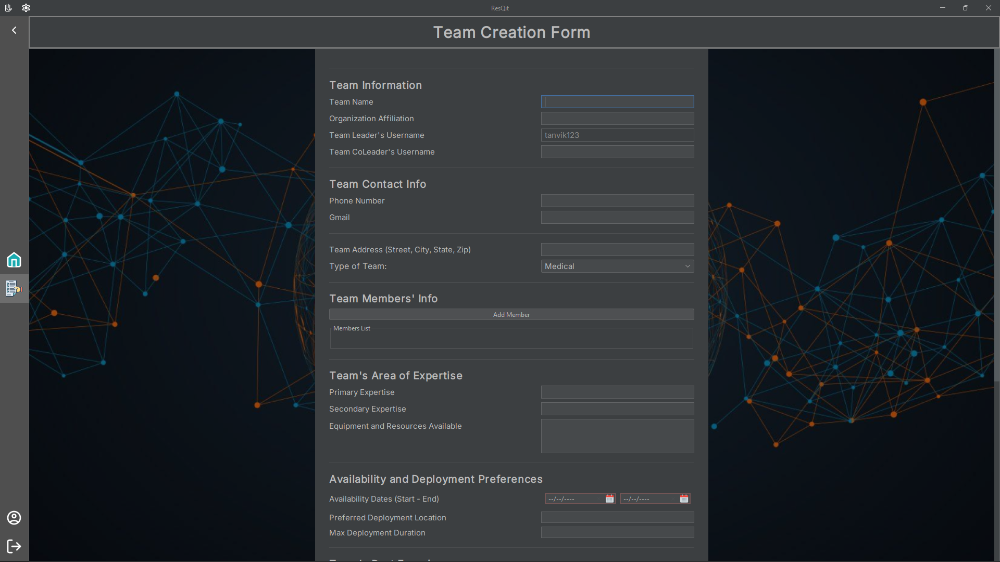 ResQit
Team Creation Form
Team Information
Team Name
Organization Affiliation
Team Leader's Username tanvik123
Team CoLeader's Username
Team Contact Info
Phone Number
Gmail
Team Address (Street, City, State, Zip)
Type of Team: Medical
Team Members' Info
Add Member
Members List
Team's Area of Expertise
Primary Expertise
Secondary Expertise
Equipment and Resources Available
Availability and Deployment Preferences
Availability Dates (Start - End) --/--/---- --/--/----
Preferred Deployment Location
Max Deployment Duration